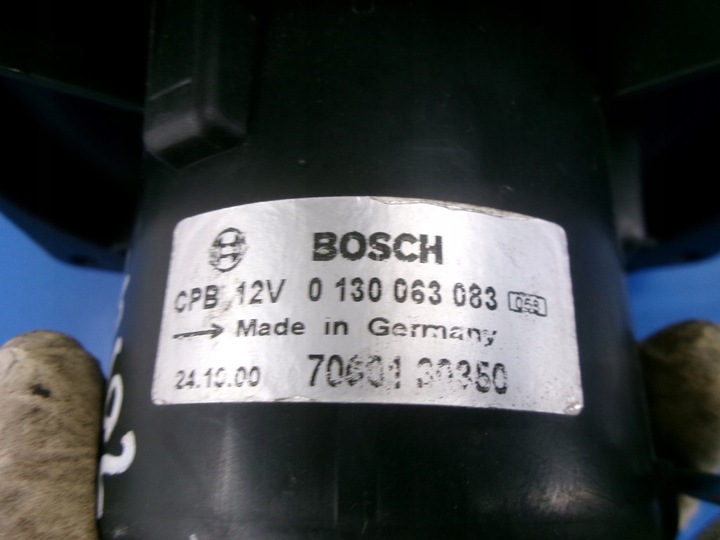 BOSCH
CPB 12V 0 130 063 083
Made in Germany
24.10.00